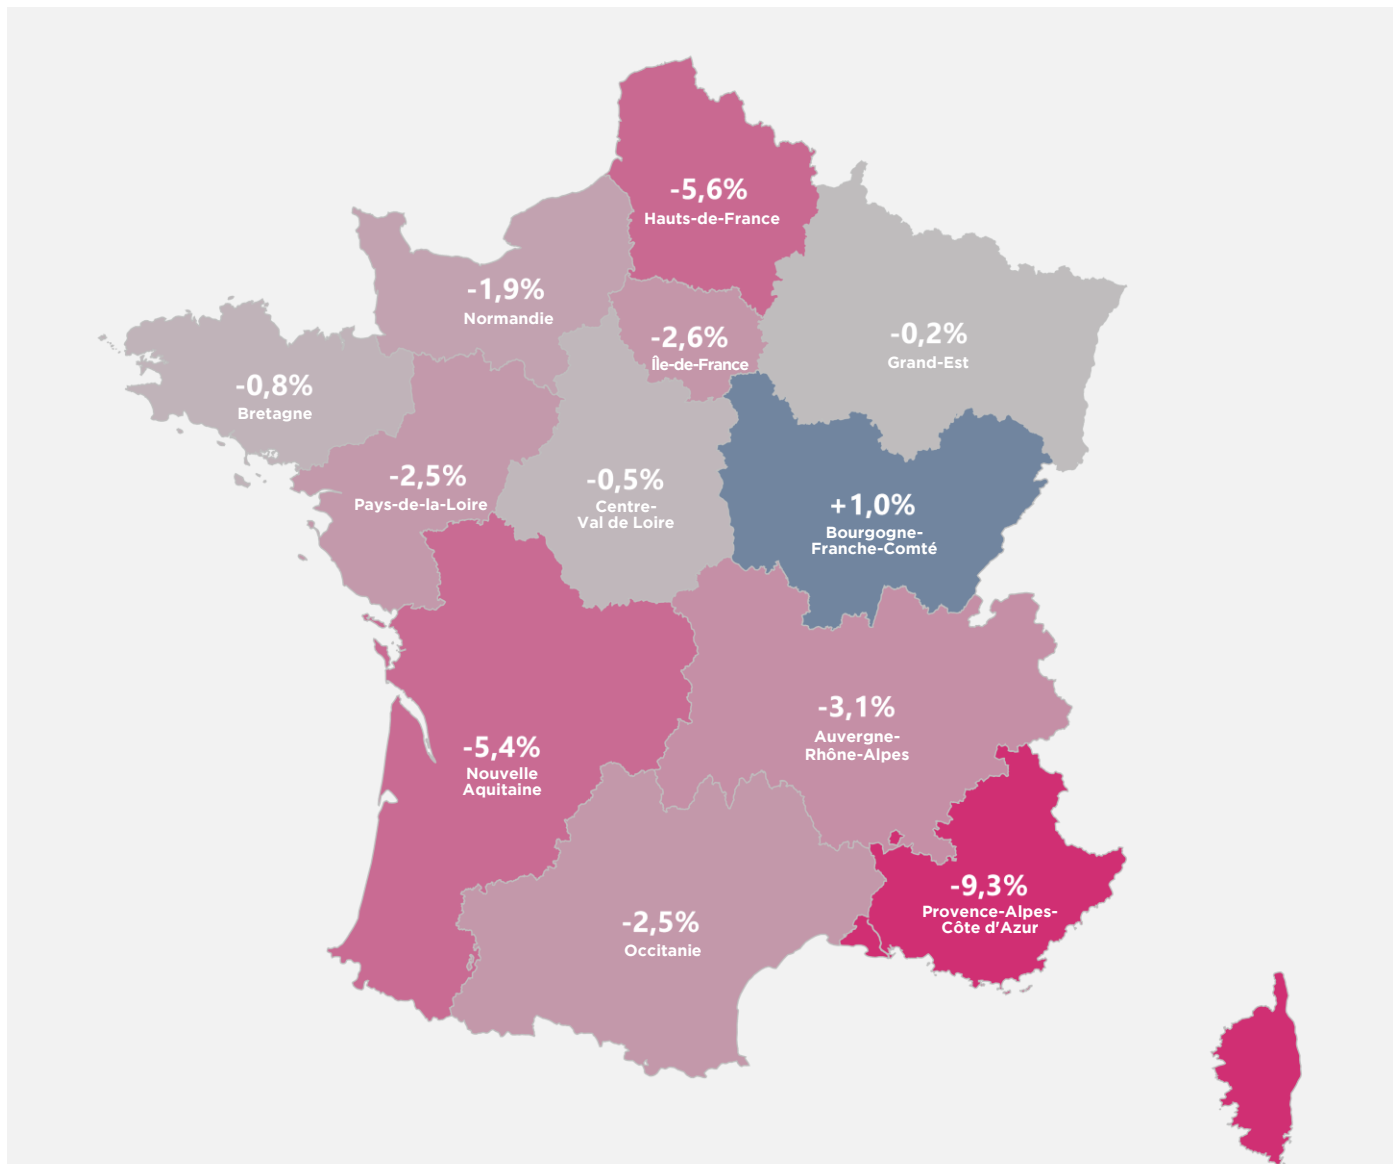 -5,6%
Hauts-de-France
-1,9%
Normandie
-2,6%
Île-de-France
-0,2%
Grand-Est
-0,8%
Bretagne
-2,5%
Pays-de-la-Loire
-0,5%
Centre-
Val de Loire
+1,0%
Bourgogne-
Franche-Comté
-3,1%
Auvergne-
Rhône-Alpes
-5,4%
Nouvelle
Aquitaine
-9,3%
Provence-Alpes-
Côte d'Azur
-2,5%
Occitanie